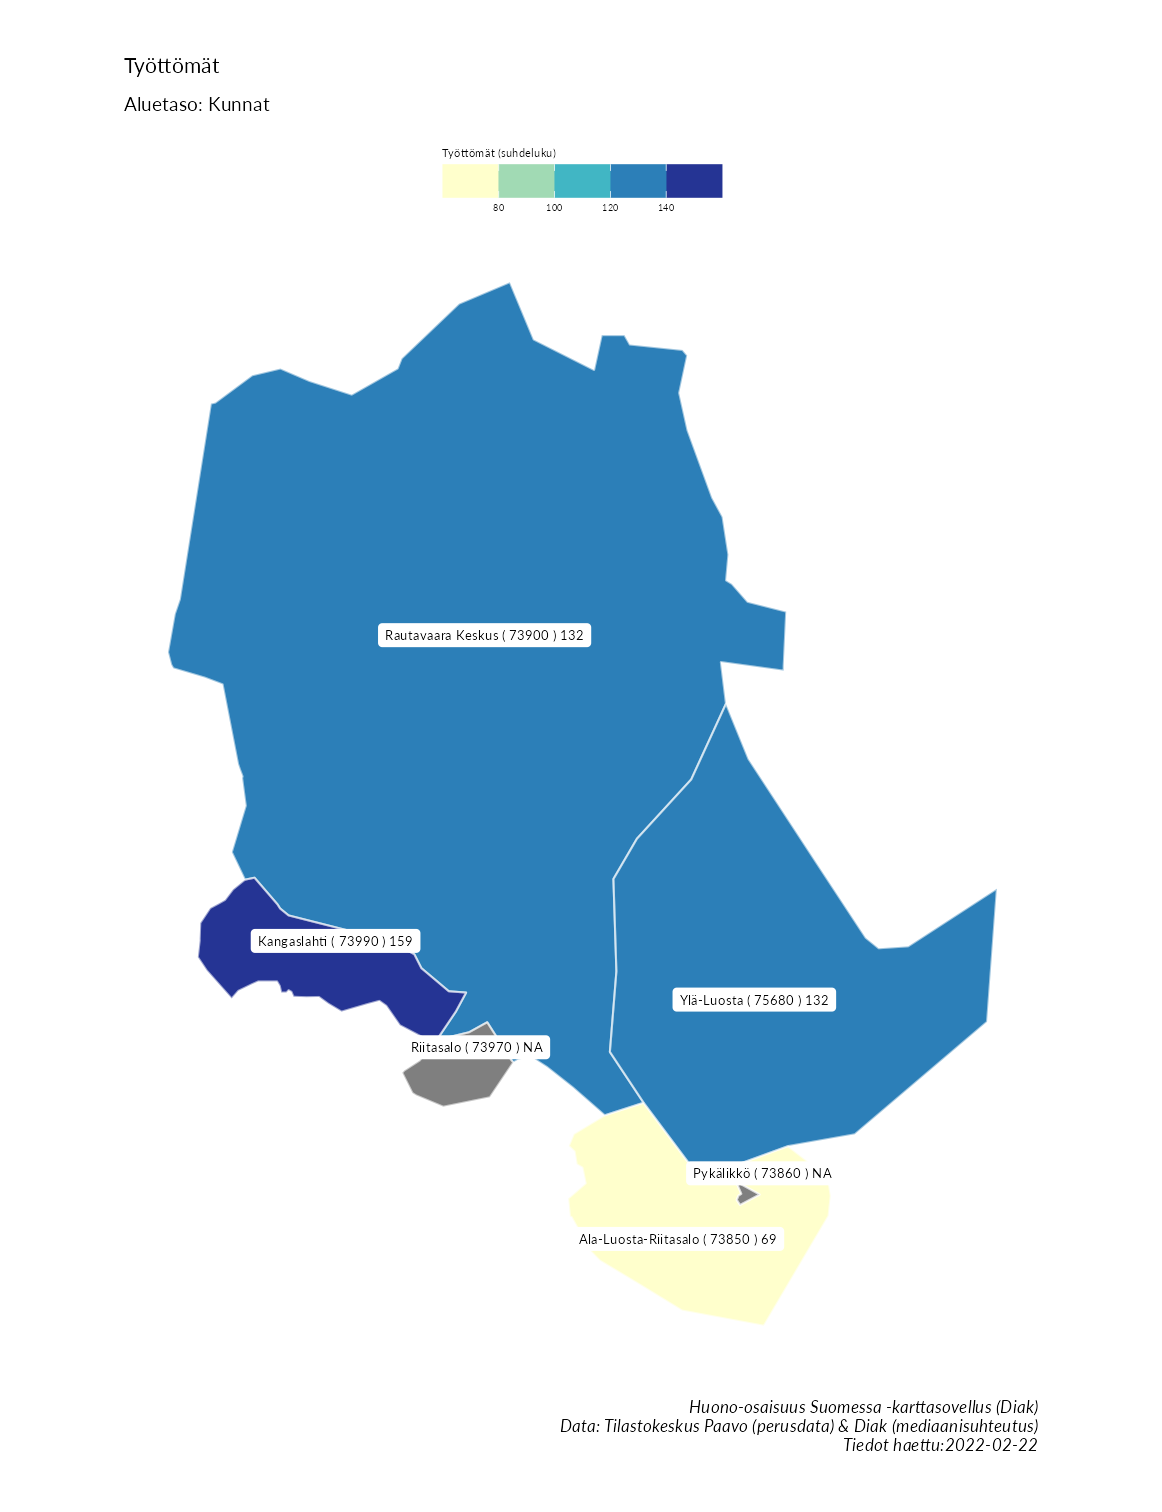 Työttömät
Aluetaso: Kunnat
Työttömät (suhdeluku)
80 100 120 140
Rautavaara Keskus ( 73900 ) 132
Kangaslahti ( 73990 ) 159
Ylä-Luosta ( 75680 ) 132
Riitasalo ( 73970 ) NA
Pykälikkö ( 73860 ) NA
Ala-Luosta-Riitasalo ( 73850 ) 69
Huono-osaisuus Suomessa -karttasovellus (Diak)
Data: Tilastokeskus Paavo (perusdata) & Diak (mediaanisuhteutus)
Tiedot haettu:2022-02-22